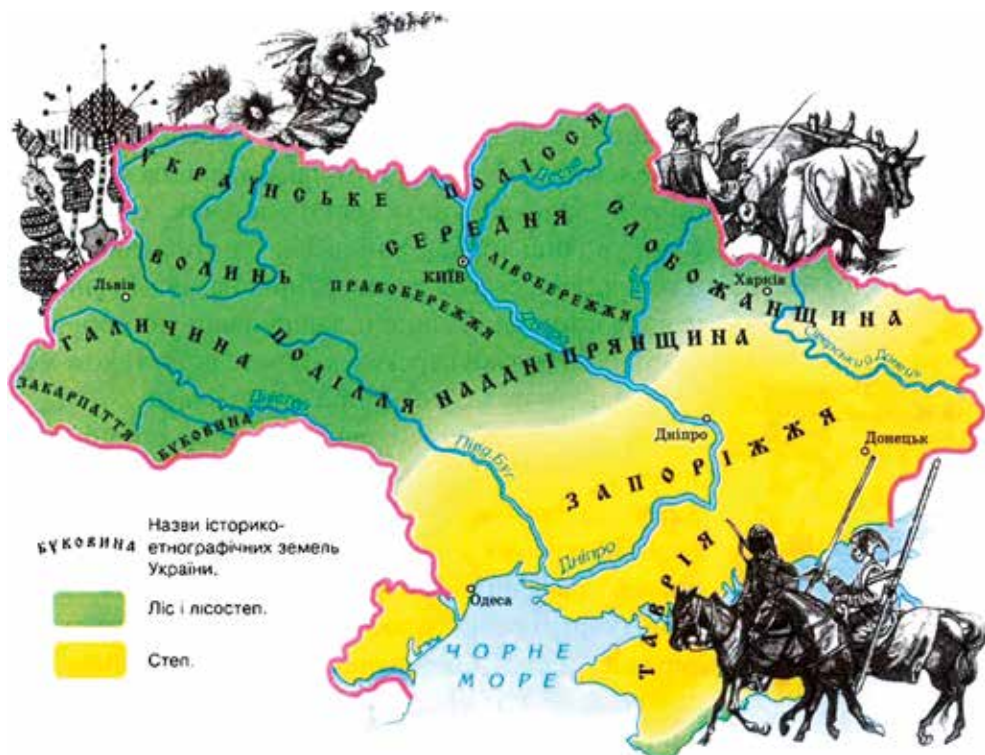 УКРАЇНСЬКЕ ПОЛІССЯ
Десна
СЕРЕДНЯ
СЛОБОЖАНЩИНА
ВОЛИНЬ
КИЇВ
ЛІВОБЕРЕЖЖЯ
Харків
Львів
ПРАВОБЕРЕЖЖЯ
Дніпро
ГАЛИЧИНА
ПОДІЛЛЯ
НАДДНІПРЯНЩИНА
Сіверський Донець
ЗАКАРПАТТЯ
Дністер
БУКОВИНА
Півд. Буг
Дніпро
Донецьк
ЗАПОРІЖЖЯ
Дніпро
ТАВРІЯ
Одеса
ЧОРНЕ
МОРЕ
БУКОВИНА
Назви історико-
етнографічних земель
України.
Ліс і лісостеп.
Степ.